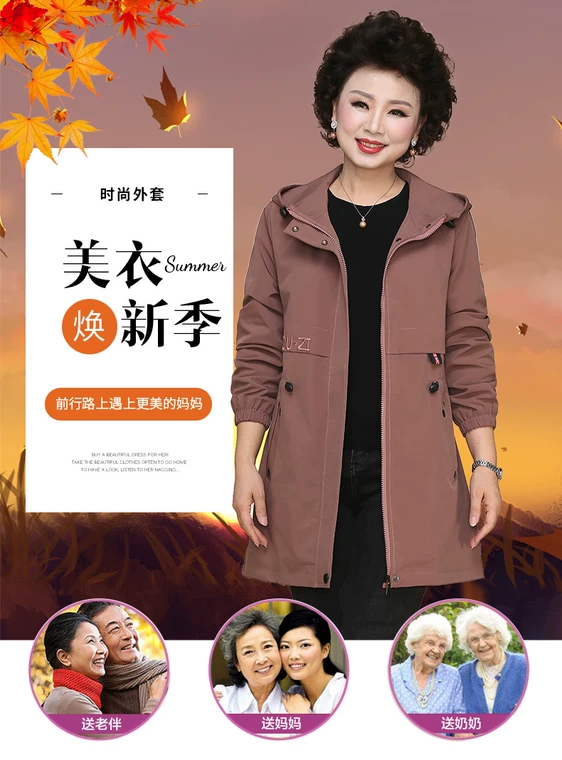 时尚外套
美衣
Summer
焕新季
前行路上遇上更美的妈妈
BUY A BEAUTIFUL DRESS FOR HER!
TAKE THE BEAUTIFUL CLOTHES OFTEN TO GO HOME
TO HAVE A LOOK, LISTEN TO HER NAGGING...
送老伴
送妈妈
送奶奶